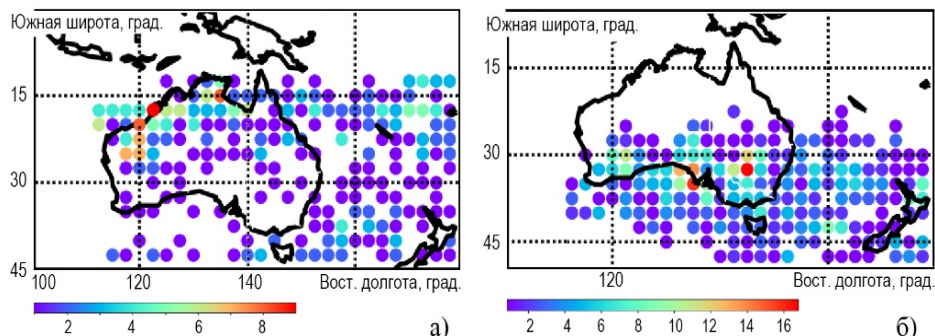 Южная широта, град.
15
30
45
100 120 140
Вост. долгота, град.
2 4 6 8
а)
Южная широта, град.
15
30
45
120
Вост. долгота, град.
2 4 6 8 10 12 14 16
б)